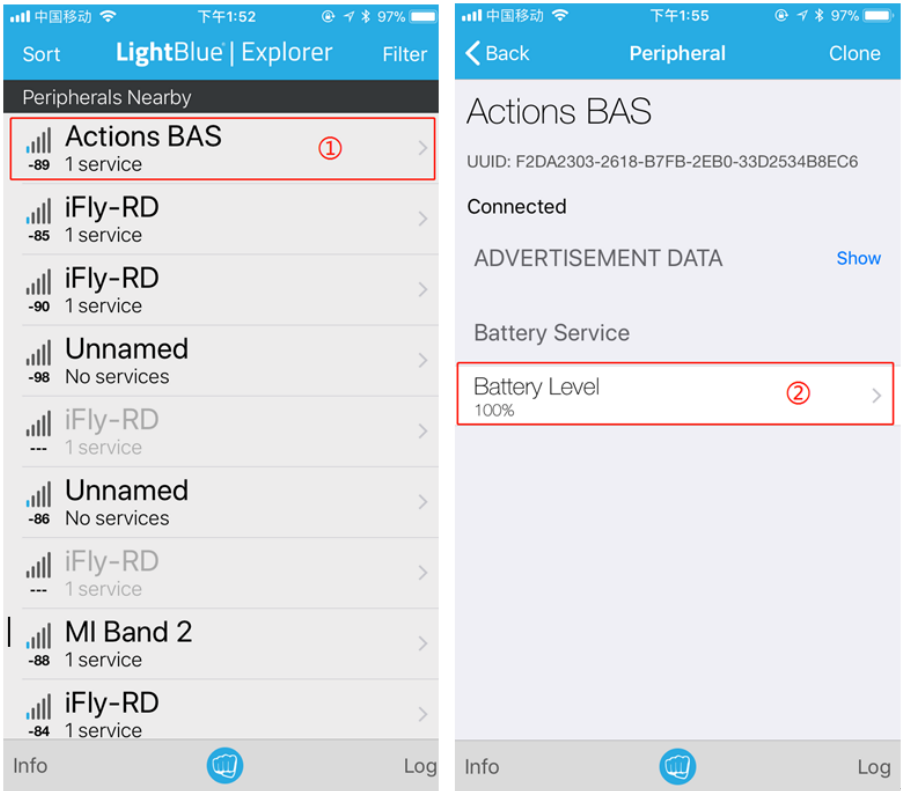 中国移动 下午1:52 97%
Sort LightBlue | Explorer Filter
Peripherals Nearby
Actions BAS ①
-89 1 service
iFly-RD
-85 1 service
iFly-RD
-90 1 service
Unnamed
-98 No services
iFly-RD
--- 1 service
Unnamed
-86 No services
iFly-RD
--- 1 service
MI Band 2
-88 1 service
iFly-RD
-84 1 service
Info Log
中国移动 下午1:55 97%
Back Peripheral Clone
Actions BAS
UUID: F2DA2303-2618-B7FB-2EB0-33D2534B8EC6
Connected
ADVERTISEMENT DATA Show
Battery Service
Battery Level ②
100%
Info Log